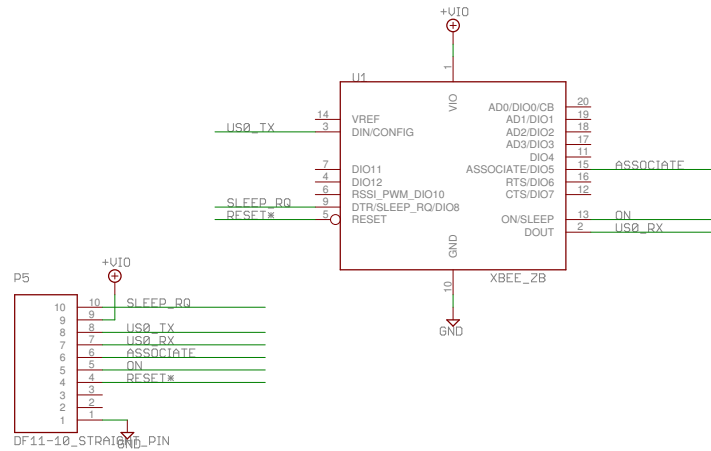 +VIO
U1
1
VIO
14 VREF
US0_TX 3 DIN/CONFIG
7 DIO11
4 DIO12
6 RSSI_PWM_DIO10
SLEEP_RQ 9 DTR/SLEEP_RQ/DIO8
RESET* 5 RESET
AD0/DIO0/CB 20
AD1/DIO1 19
AD2/DIO2 18
AD3/DIO3 17
DIO4 11
ASSOCIATE/DIO5 15 ASSOCIATE
RTS/DIO6 16
CTS/DIO7 12
ON/SLEEP 13 ON
DOUT 2 US0_RX
GND
10
XBEE_ZB
GND
P5
+VIO
10 10 SLEEP_RQ
9 9
8 8 US0_TX
7 7 US0_RX
6 6 ASSOCIATE
5 5 ON
4 4 RESET*
3 3
2 2
1 1
DF11-10_STRAIGHT_PIN
GND